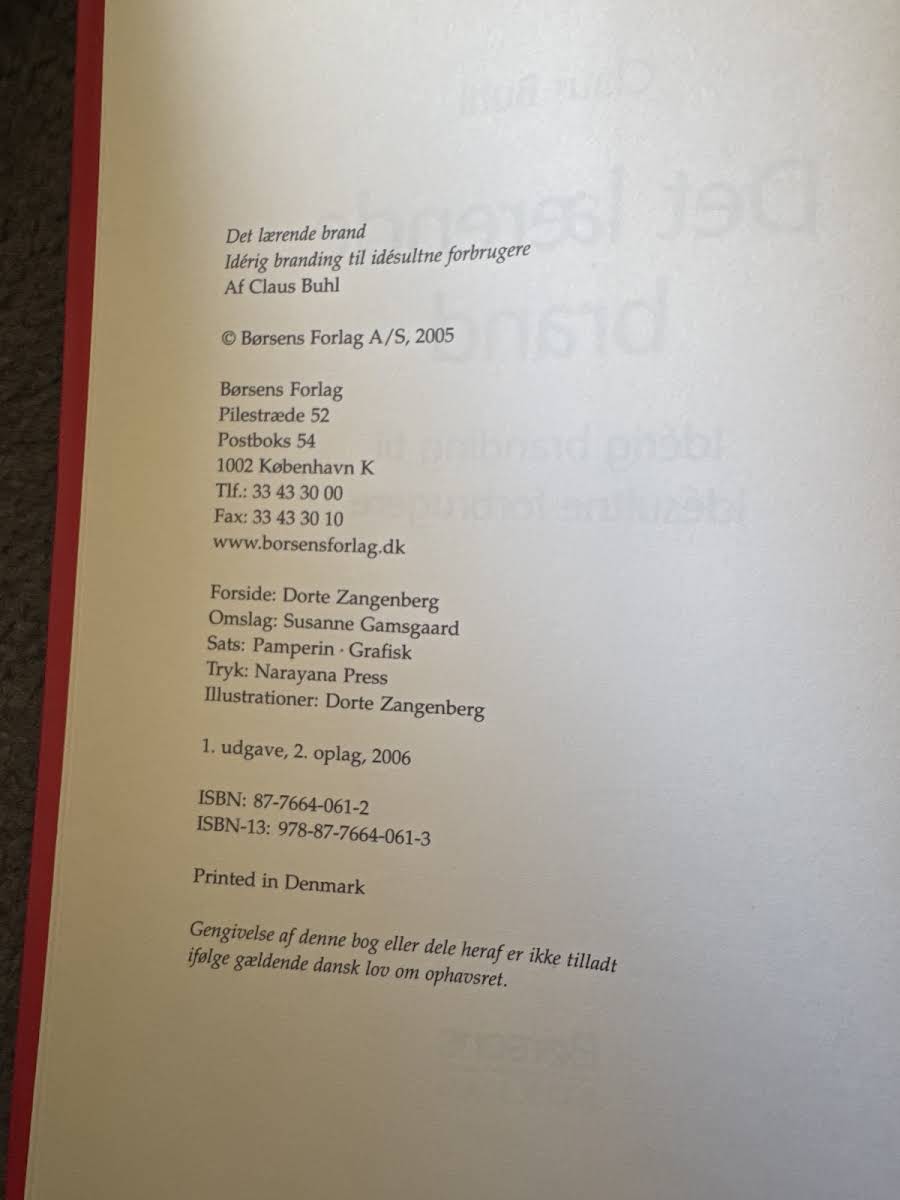 Det lærende brand
Idérig branding til idésultne forbrugere
Af Claus Buhl
© Børsens Forlag A/S, 2005
Børsens Forlag
Pilestræde 52
Postboks 54
1002 København K
Tlf.: 33 43 30 00
Fax: 33 43 30 10
www.borsensforlag.dk
Forside: Dorte Zangenberg
Omslag: Susanne Gamsgaard
Sats: Pamperin · Grafisk
Tryk: Narayana Press
Illustrationer: Dorte Zangenberg
1. udgave, 2. oplag, 2006
ISBN: 87-7664-061-2
ISBN-13: 978-87-7664-061-3
Printed in Denmark
Gengivelse af denne bog eller dele heraf er ikke tilladt
ifølge gældende dansk lov om ophavsret.